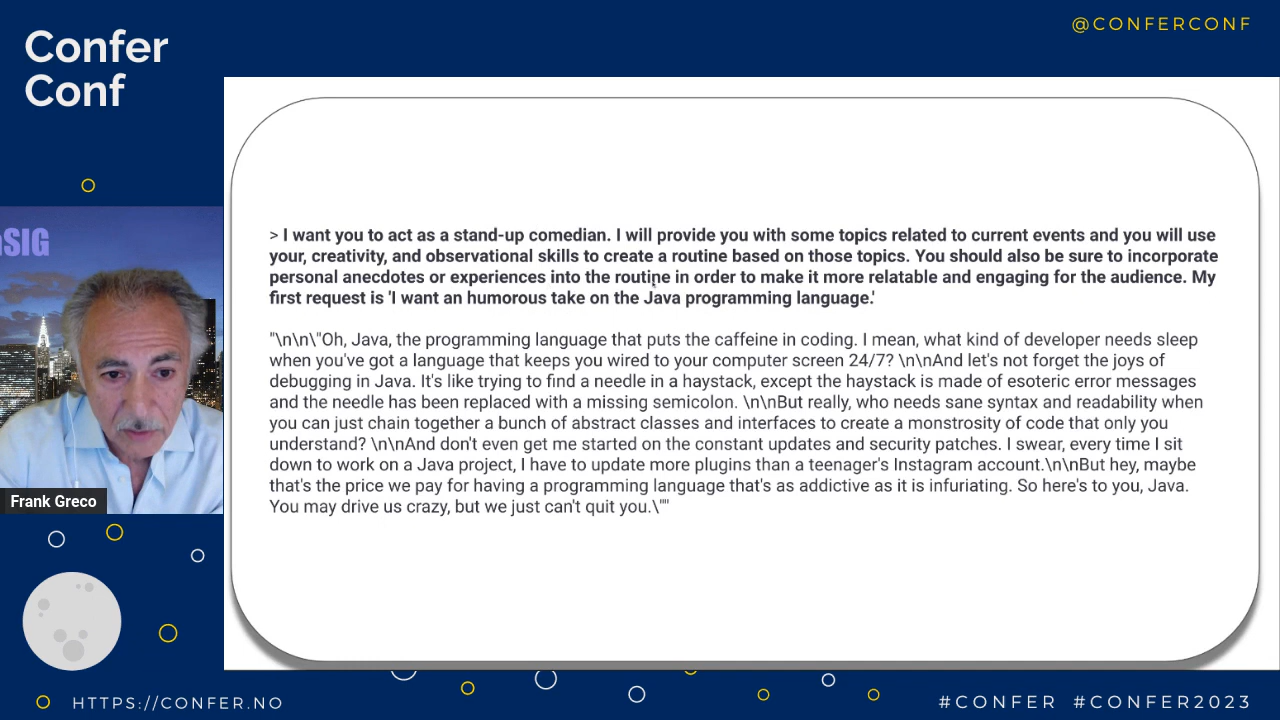 Confer
Conf
@CONFERCONF
SIG
Frank Greco
> I want you to act as a stand-up comedian. I will provide you with some topics related to current events and you will use
your, creativity, and observational skills to create a routine based on those topics. You should also be sure to incorporate
personal anecdotes or experiences into the routine in order to make it more relatable and engaging for the audience. My
first request is 'I want an humorous take on the Java programming language.'
"\n\n\"Oh, Java, the programming language that puts the caffeine in coding. I mean, what kind of developer needs sleep
when you've got a language that keeps you wired to your computer screen 24/7? \n\nAnd let's not forget the joys of
debugging in Java. It's like trying to find a needle in a haystack, except the haystack is made of esoteric error messages
and the needle has been replaced with a missing semicolon. \n\nBut really, who needs sane syntax and readability when
you can just chain together a bunch of abstract classes and interfaces to create a monstrosity of code that only you
understand? \n\nAnd don't even get me started on the constant updates and security patches. I swear, every time I sit
down to work on a Java project, I have to update more plugins than a teenager's Instagram account.\n\nBut hey, maybe
that's the price we pay for having a programming language that's as addictive as it is infuriating. So here's to you, Java.
You may drive us crazy, but we just can't quit you.\""
HTTPS://CONFER.NO
#CONFER #CONFER2023